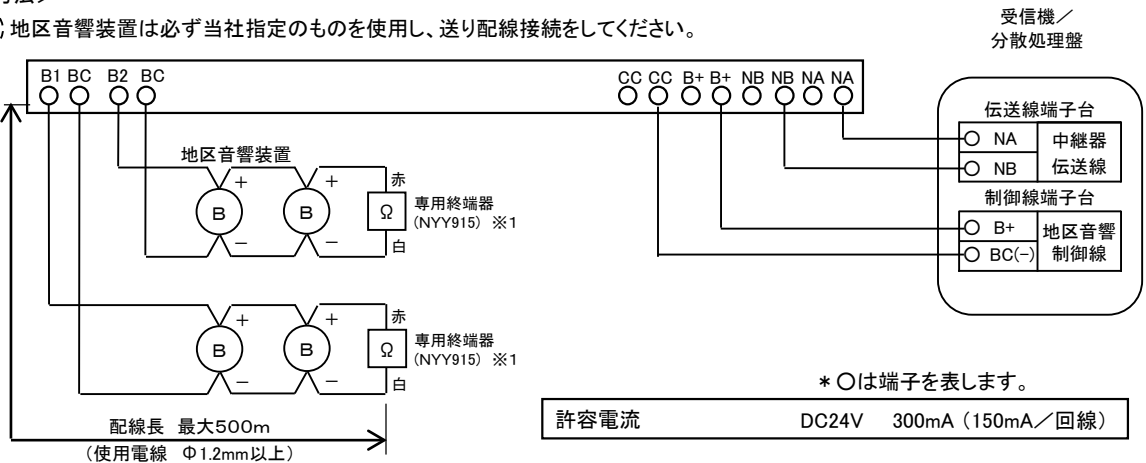 地区音響装置は必ず当社指定のものを使用し、送り配線接続をしてください。
受信機／
分散処理盤
B1 BC B2 BC
CC CC B+ B+ NB NB NA NA
伝送線端子台
NA
NB
中継器
伝送線
制御線端子台
B+
BC(-)
地区音響
制御線
地区音響装置
+ +
B B
− −
赤
Ω
白
専用終端器
(NYY915) ※1
+ +
B B
− −
赤
Ω
白
専用終端器
(NYY915) ※1
配線長 最大500m
(使用電線 Φ1.2mm以上)
*○は端子を表します。
許容電流 DC24V 300mA (150mA／回線)